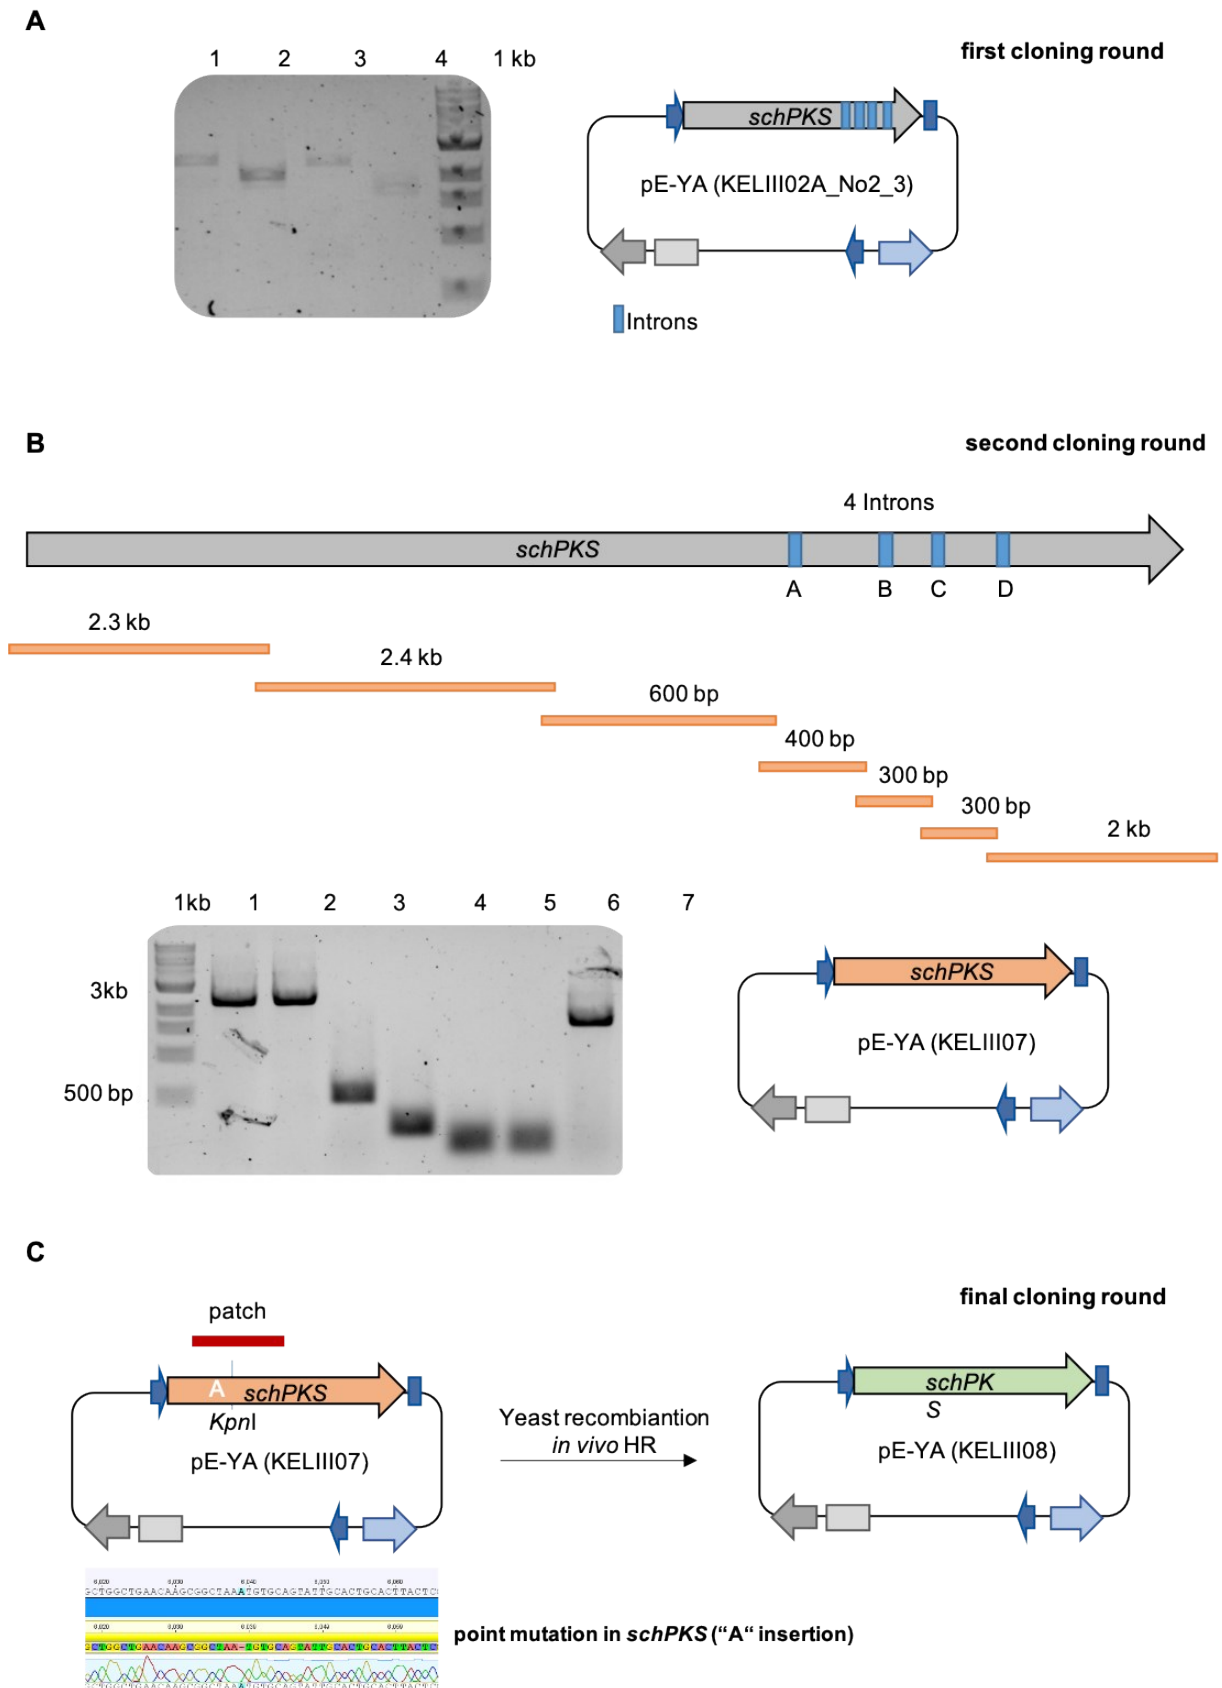 A
first cloning round
1 2 3 4 1 kb
schPKS
pE-YA (KELIII02A_No2_3)
Introns
B
second cloning round
4 Introns
schPKS
A B C D
2.3 kb
2.4 kb
600 bp
400 bp
300 bp
300 bp
2 kb
1kb 1 2 3 4 5 6 7
3kb
500 bp
schPKS
pE-YA (KELIII07)
C
final cloning round
patch
A schPKS
KpnI
pE-YA (KELIII07)
Yeast recombiantion
in vivo HR
schPK
S
pE-YA (KELIII08)
GCTGGCTGAACAAGCGGCTAAATGTGCAGTATTGCACTGCACTTACTC
GCTGGCTGAACAAGCGGCTAA-TGTGCAGTATTGCACTGCACTTACTC
point mutation in schPKS (“A“ insertion)